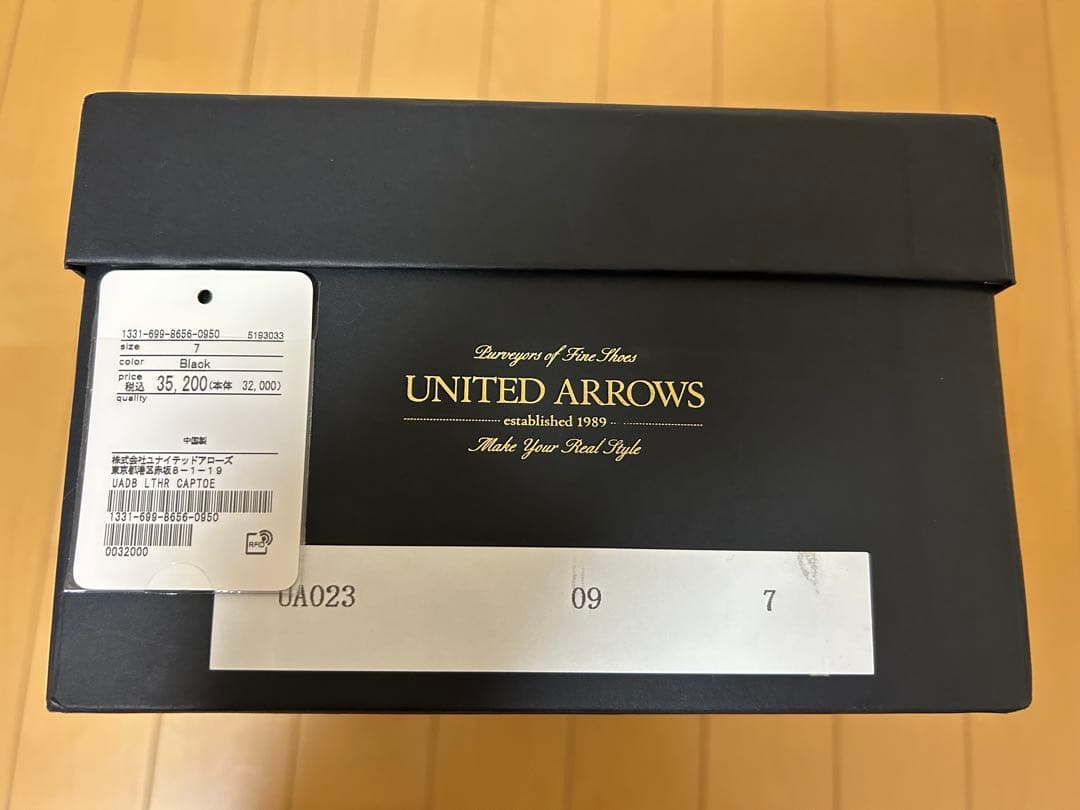 1331-699-8656-0950 5193033
size 7
color Black
price
税込 35,200(本体 32,000)
quality
中国製
株式会社ユナイテッドアローズ
東京都港区赤坂8-1-19
UADB LTHR CAPTOE
1331-699-8656-0950
0032000
RFID
Purveyors of Fine Shoes
UNITED ARROWS
established 1989
Make Your Real Style
UA023 09 7